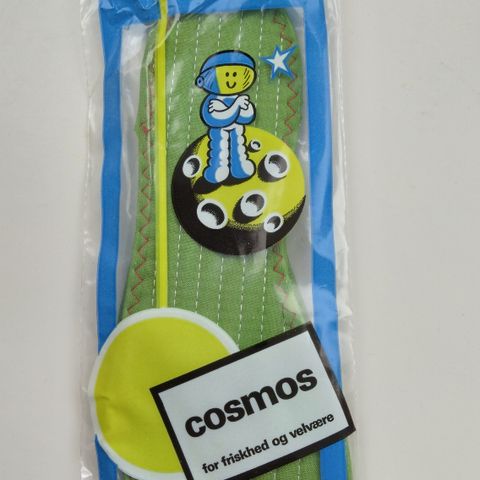 cosmos
for friskhed og velvære